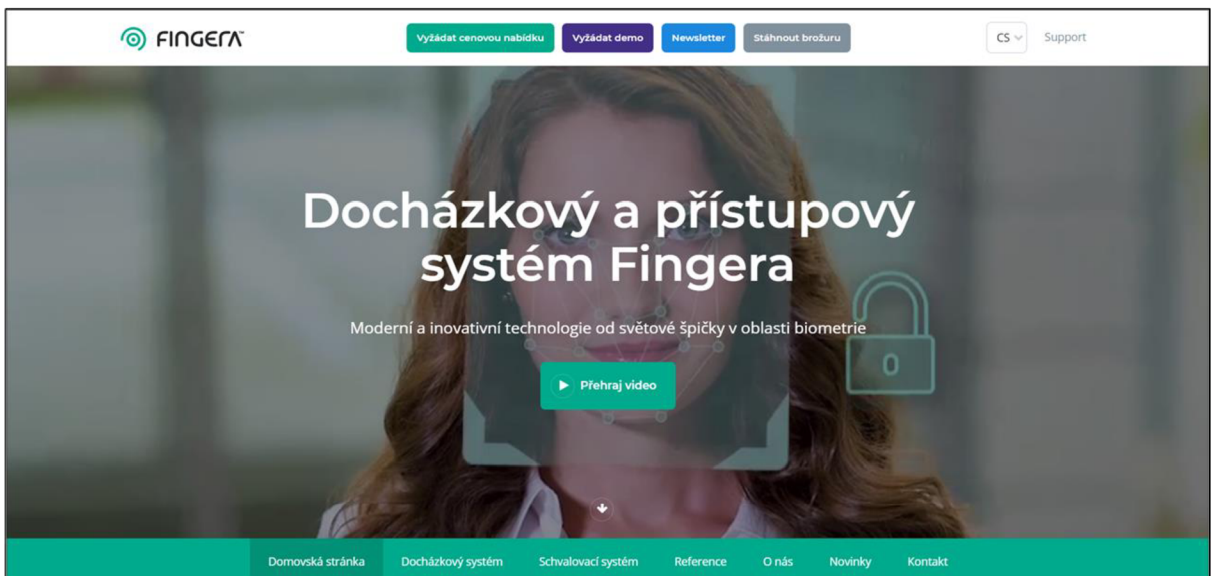 FINGERA™
Vyžádat cenovou nabídku
Vyžádat demo
Newsletter
Stáhnout brožuru
CS
Support
Docházkový a přístupový
systém Fingera
Moderní a inovativní technologie od světové špičky v oblasti biometrie
Přehraj video
Domovská stránka
Docházkový systém
Schvalovací systém
Reference
O nás
Novinky
Kontakt